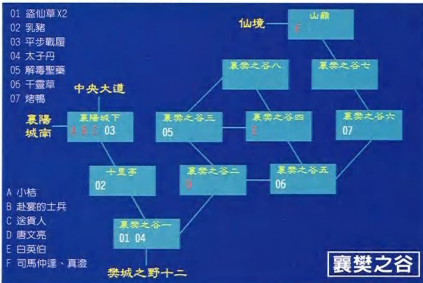 01 盜仙草X2
02 乳豬
03 平步戰履
04 太子丹
05 解毒聖藥
06 千靈草
07 烤鴨
仙境
山巔
F
襄樊之谷八
襄樊之谷七
中央大道
襄陽城南
襄陽城下
A B C 03
襄樊之谷三
05
襄樊之谷四
E
襄樊之谷六
07
十里亭
02
襄樊之谷二
D
襄樊之谷五
06
襄樊之谷一
01 04
樊城之野十二
A 小桔
B 赴宴的士兵
C 送貨人
D 唐文亮
E 白英伯
F 司馬仲達、真澄
襄樊之谷